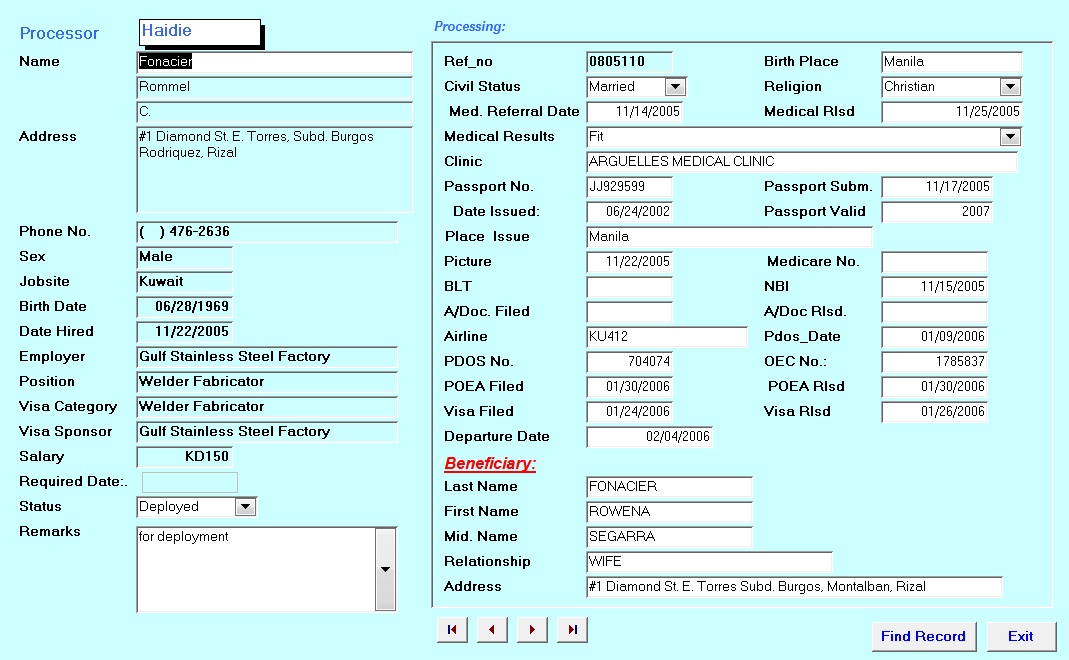 Processor Haidie
Name Fonacier
Rommel
C.
Address #1 Diamond St. E. Torres, Subd. Burgos
Rodriquez, Rizal
Phone No. (   ) 476-2636
Sex Male
Jobsite Kuwait
Birth Date 06/28/1969
Date Hired 11/22/2005
Employer Gulf Stainless Steel Factory
Position Welder Fabricator
Visa Category Welder Fabricator
Visa Sponsor Gulf Stainless Steel Factory
Salary KD150
Required Date:.
Status Deployed
Remarks for deployment
Processing:
Ref_no 0805110 Birth Place Manila
Civil Status Married Religion Christian
Med. Referral Date 11/14/2005 Medical Rlsd 11/25/2005
Medical Results Fit
Clinic ARGUELLES MEDICAL CLINIC
Passport No. JJ929599 Passport Subm. 11/17/2005
Date Issued: 06/24/2002 Passport Valid 2007
Place Issue Manila
Picture 11/22/2005 Medicare No.
BLT NBI 11/15/2005
A/Doc. Filed A/Doc Rlsd.
Airline KU412 Pdos_Date 01/09/2006
PDOS No. 704074 OEC No.: 1785837
POEA Filed 01/30/2006 POEA Rlsd 01/30/2006
Visa Filed 01/24/2006 Visa Rlsd 01/26/2006
Departure Date 02/04/2006
Beneficiary:
Last Name FONACIER
First Name ROWENA
Mid. Name SEGARRA
Relationship WIFE
Address #1 Diamond St. E. Torres Subd. Burgos, Montalban, Rizal
Find Record Exit